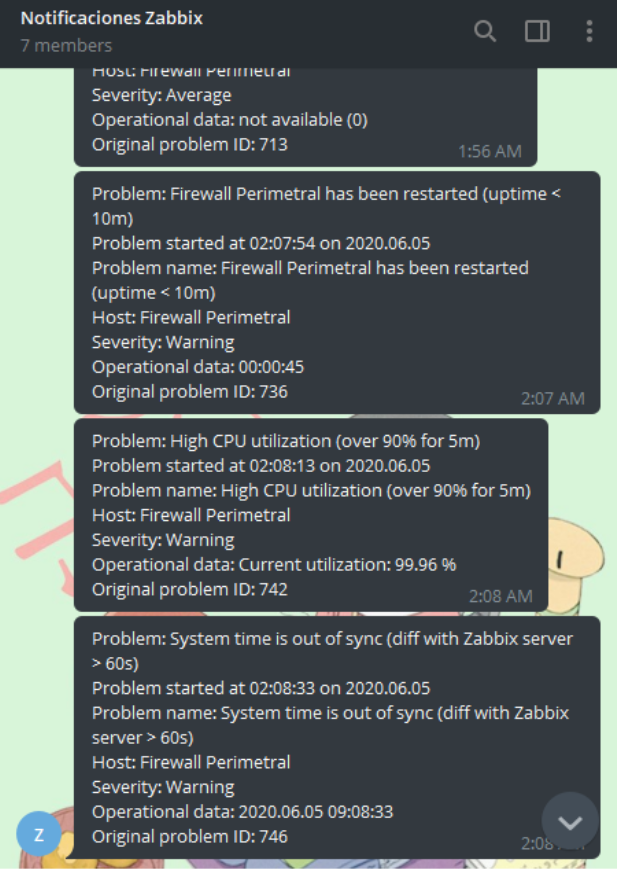 Notificaciones Zabbix
7 members
Host: Firewall Perimetral
Severity: Average
Operational data: not available (0)
Original problem ID: 713
1:56 AM
Problem: Firewall Perimetral has been restarted (uptime <
10m)
Problem started at 02:07:54 on 2020.06.05
Problem name: Firewall Perimetral has been restarted
(uptime < 10m)
Host: Firewall Perimetral
Severity: Warning
Operational data: 00:00:45
Original problem ID: 736
2:07 AM
Problem: High CPU utilization (over 90% for 5m)
Problem started at 02:08:13 on 2020.06.05
Problem name: High CPU utilization (over 90% for 5m)
Host: Firewall Perimetral
Severity: Warning
Operational data: Current utilization: 99.96 %
Original problem ID: 742
2:08 AM
Problem: System time is out of sync (diff with Zabbix server
> 60s)
Problem started at 02:08:33 on 2020.06.05
Problem name: System time is out of sync (diff with Zabbix
server > 60s)
Host: Firewall Perimetral
Severity: Warning
Operational data: 2020.06.05 09:08:33
Original problem ID: 746
Z
2:08